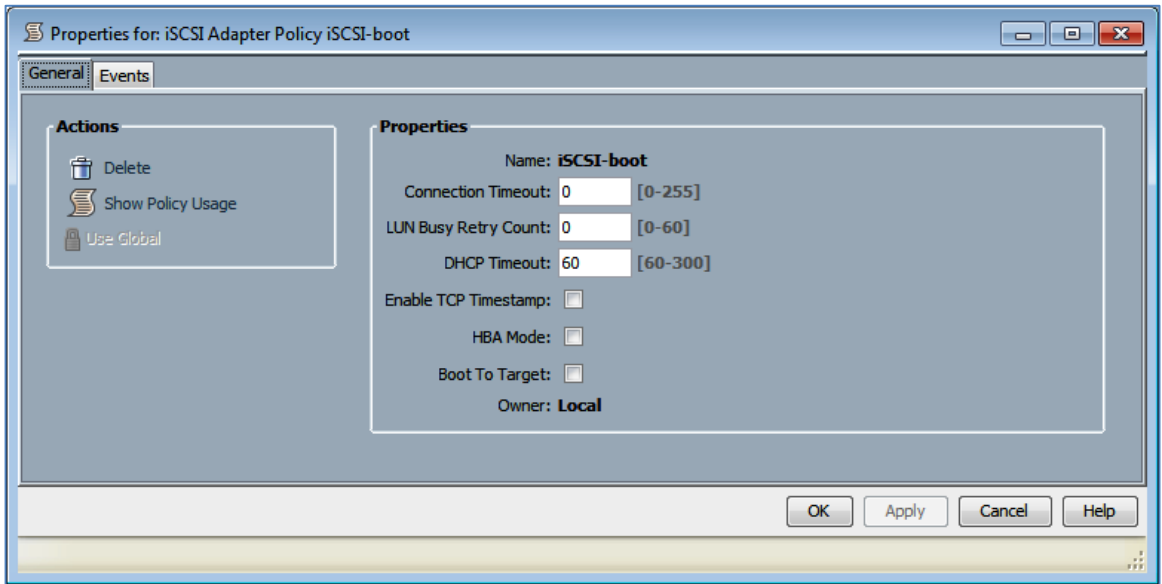 Properties for: iSCSI Adapter Policy iSCSI-boot
General Events
Actions
Delete
Show Policy Usage
Use Global
Properties
Name: iSCSI-boot
Connection Timeout: 0 [0-255]
LUN Busy Retry Count: 0 [0-60]
DHCP Timeout: 60 [60-300]
Enable TCP Timestamp:
HBA Mode:
Boot To Target:
Owner: Local
OK Apply Cancel Help